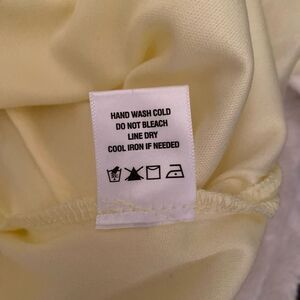 HAND WASH COLD
DO NOT BLEACH
LINE DRY
COOL IRON IF NEEDED